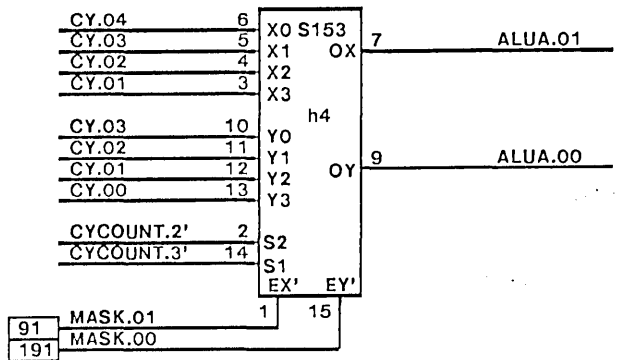 CY.04 6 X0 S153
CY.03 5 X1 OX 7 ALUA.01
CY.02 4 X2
CY.01 3 X3
h4
CY.03 10 Y0
CY.02 11 Y1
CY.01 12 Y2 OY 9 ALUA.00
CY.00 13 Y3
CYCOUNT.2' 2 S2
CYCOUNT.3' 14 S1
EX' EY'
1 15
91 MASK.01
191 MASK.00